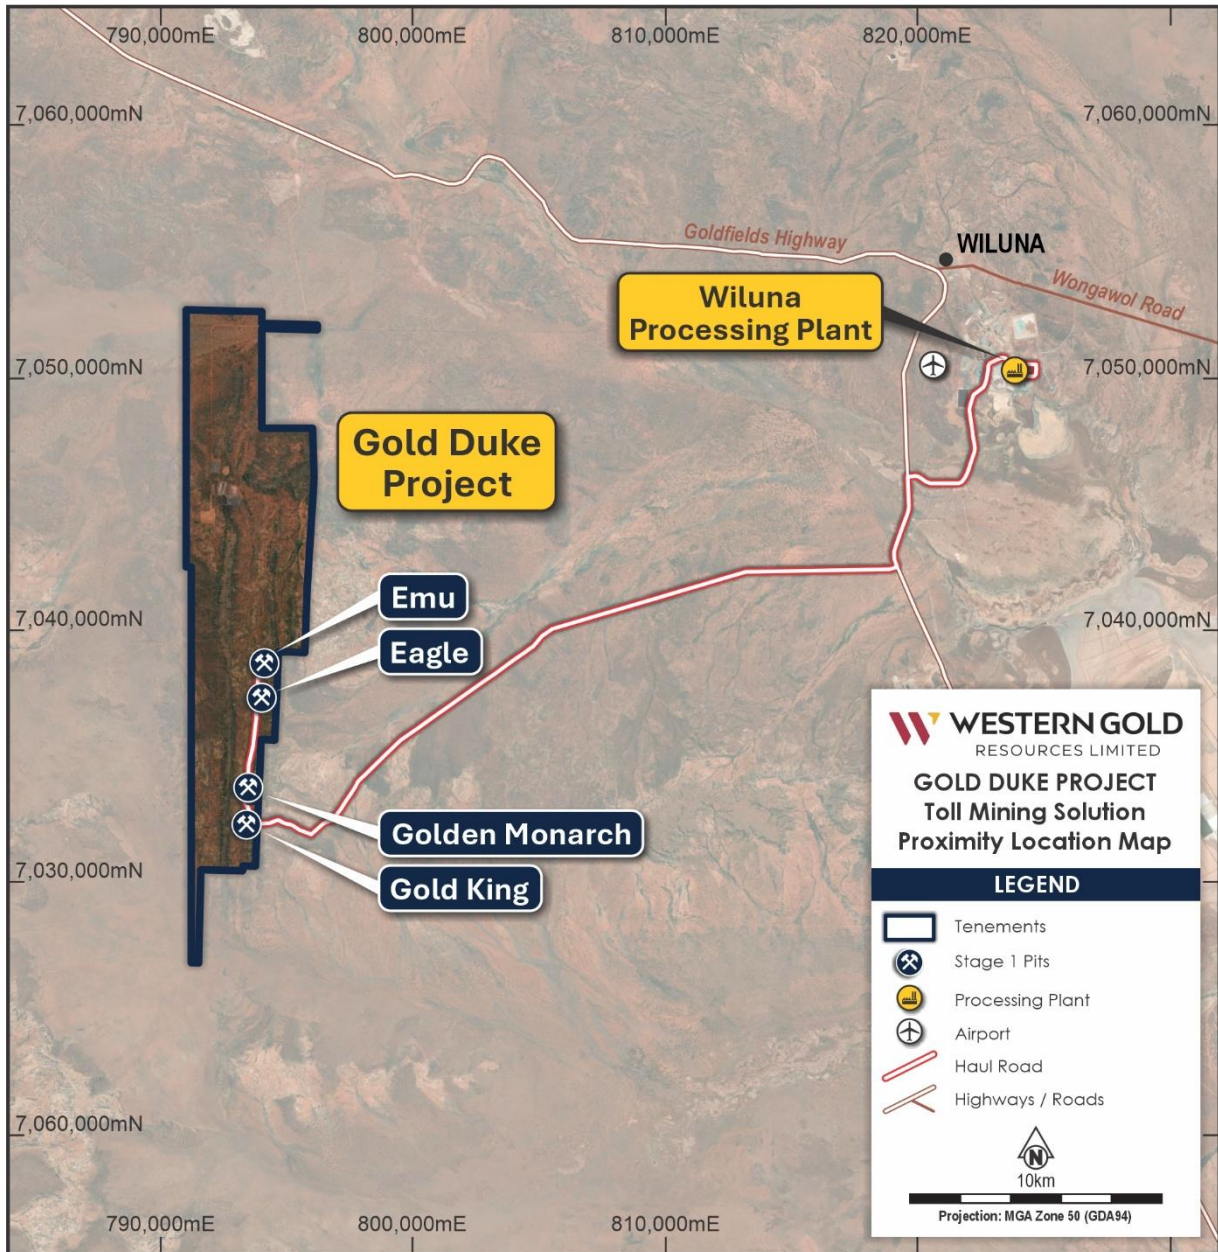 790,000mE
800,000mE
810,000mE
820,000mE
7,060,000mN
7,060,000mN
Goldfields Highway
WILUNA
Wongawol Road
Wiluna
Processing Plant
7,050,000mN
7,050,000mN
Gold Duke
Project
Emu
Eagle
7,040,000mN
7,040,000mN
Golden Monarch
Gold King
7,030,000mN
WESTERN GOLD
RESOURCES LIMITED
GOLD DUKE PROJECT
Toll Mining Solution
Proximity Location Map
LEGEND
Tenements
Stage 1 Pits
Processing Plant
Airport
Haul Road
Highways / Roads
N
10km
Projection: MGA Zone 50 (GDA94)
7,060,000mN
790,000mE
800,000mE
810,000mE